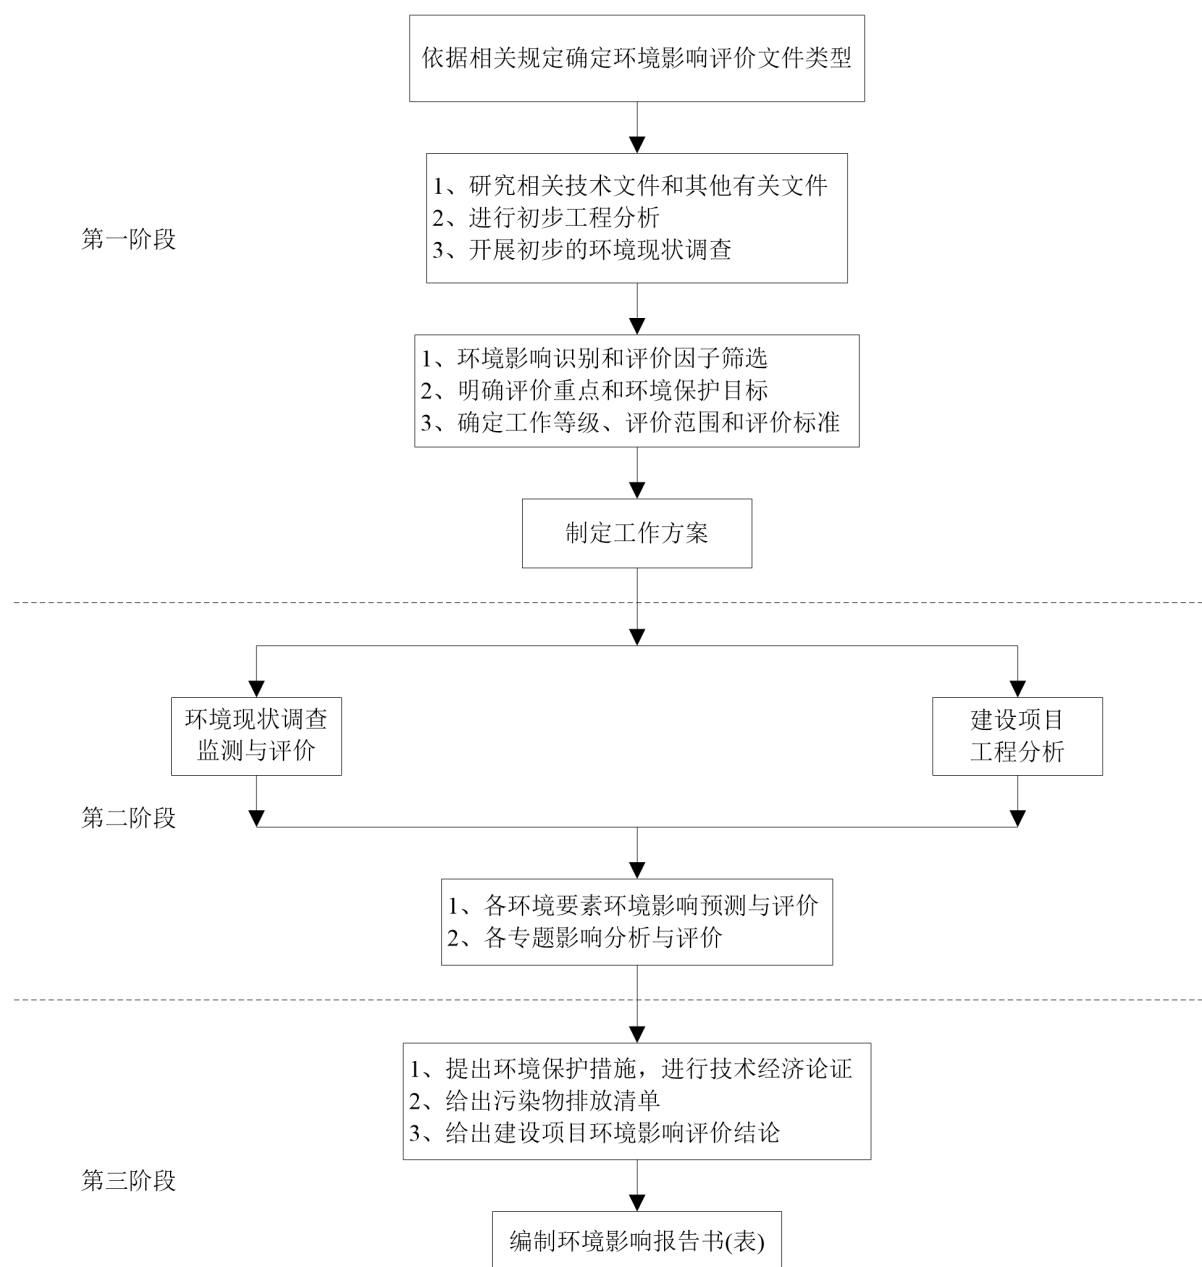 依据相关规定确定环境影响评价文件类型
1、研究相关技术文件和其他有关文件
2、进行初步工程分析
3、开展初步的环境现状调查
第一阶段
1、环境影响识别和评价因子筛选
2、明确评价重点和环境保护目标
3、确定工作等级、评价范围和评价标准
制定工作方案
环境现状调查
监测与评价
建设项目
工程分析
第二阶段
1、各环境要素环境影响预测与评价
2、各专题影响分析与评价
1、提出环境保护措施，进行技术经济论证
2、给出污染物排放清单
3、给出建设项目环境影响评价结论
第三阶段
编制环境影响报告书(表)